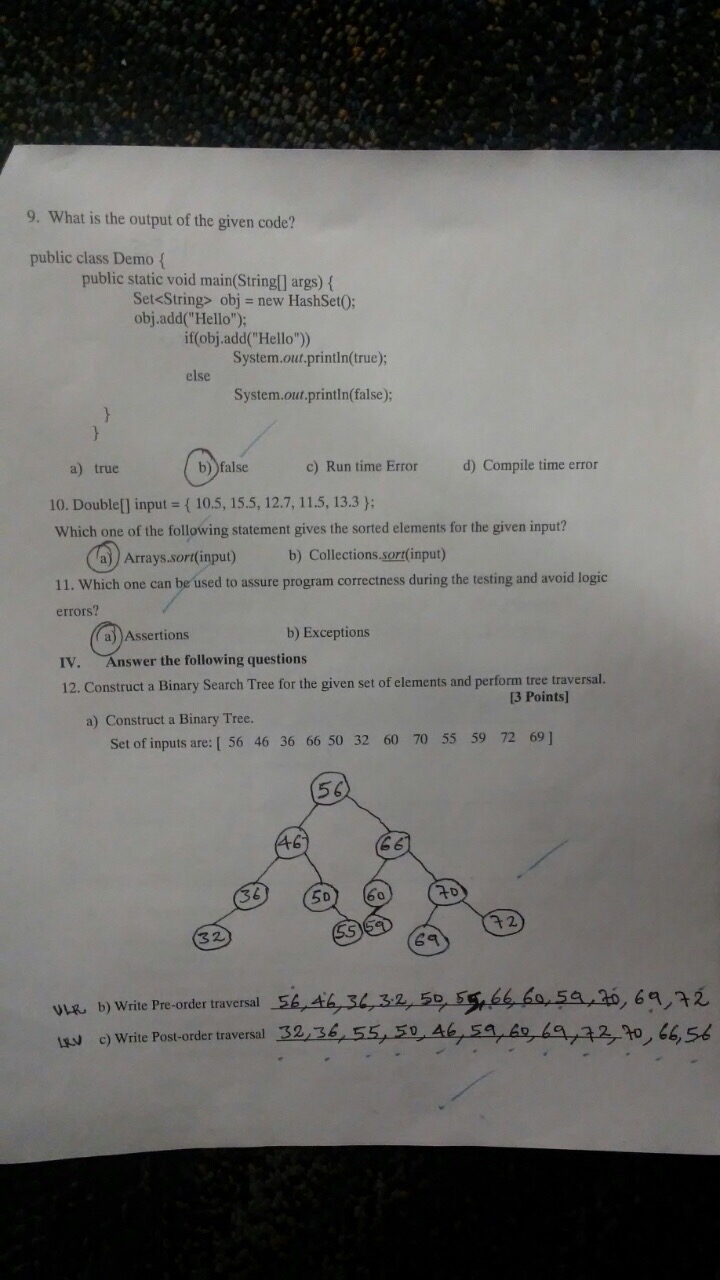 9. What is the output of the given code?
public class Demo {
public static void main(String[] args) {
Set<String> obj = new HashSet();
obj.add("Hello");
if(obj.add("Hello"))
System.out.println(true);
else
System.out.println(false);
}
}
a) true b) false c) Run time Error d) Compile time error
10. Double[] input = { 10.5, 15.5, 12.7, 11.5, 13.3 };
Which one of the following statement gives the sorted elements for the given input?
a) Arrays.sort(input) b) Collections.sort(input)
11. Which one can be used to assure program correctness during the testing and avoid logic
errors?
a) Assertions b) Exceptions
IV. Answer the following questions
12. Construct a Binary Search Tree for the given set of elements and perform tree traversal.
[3 Points]
a) Construct a Binary Tree.
Set of inputs are: [ 56 46 36 66 50 32 60 70 55 59 72 69 ]
56
46 66
36 50 60 70
32 55 59 69 72
VLR b) Write Pre-order traversal 56, 46, 36, 32, 50, 55, 66, 60, 59, 70, 69, 72
LRV c) Write Post-order traversal 32, 36, 55, 50, 46, 59, 60, 69, 72, 70, 66, 56